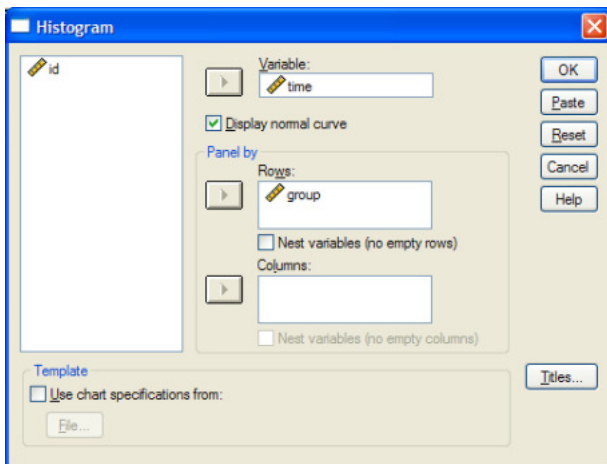 Histogram
id
Variable:
time
Display normal curve
Panel by
Rows:
group
Nest variables (no empty rows)
Columns:
Nest variables (no empty columns)
OK
Paste
Reset
Cancel
Help
Template
Use chart specifications from:
File...
Titles...